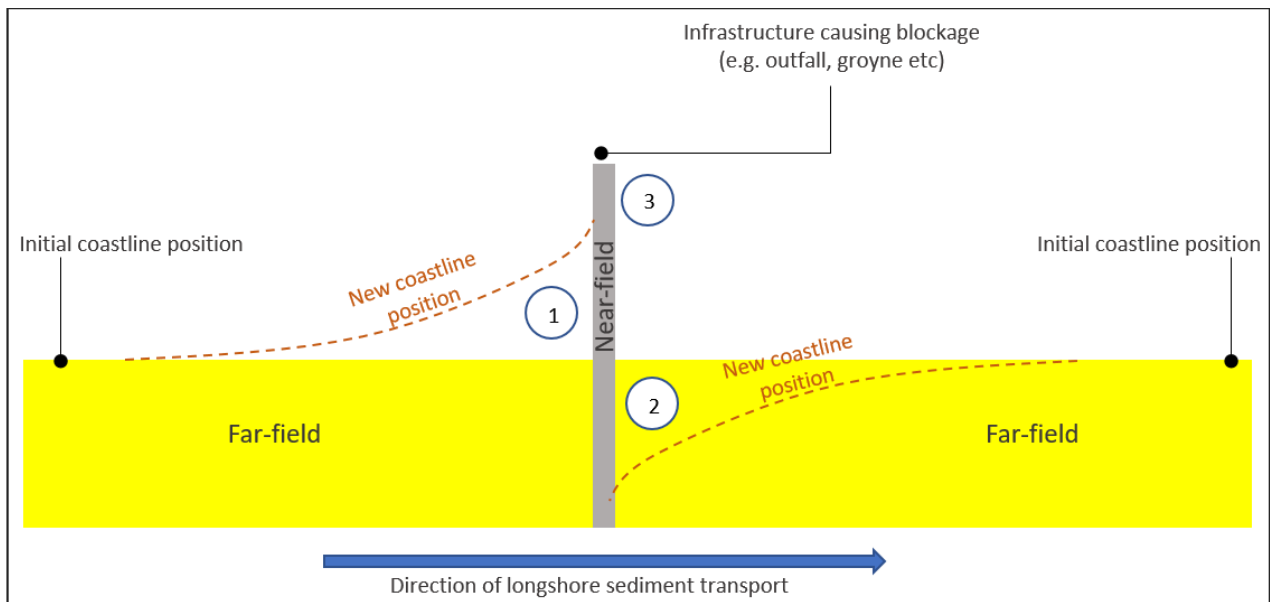 Infrastructure causing blockage
(e.g. outfall, groyne etc)
3
Initial coastline position
Initial coastline position
New coastline
position
1
Near-field
New coastline
position
2
Far-field
Far-field
Direction of longshore sediment transport